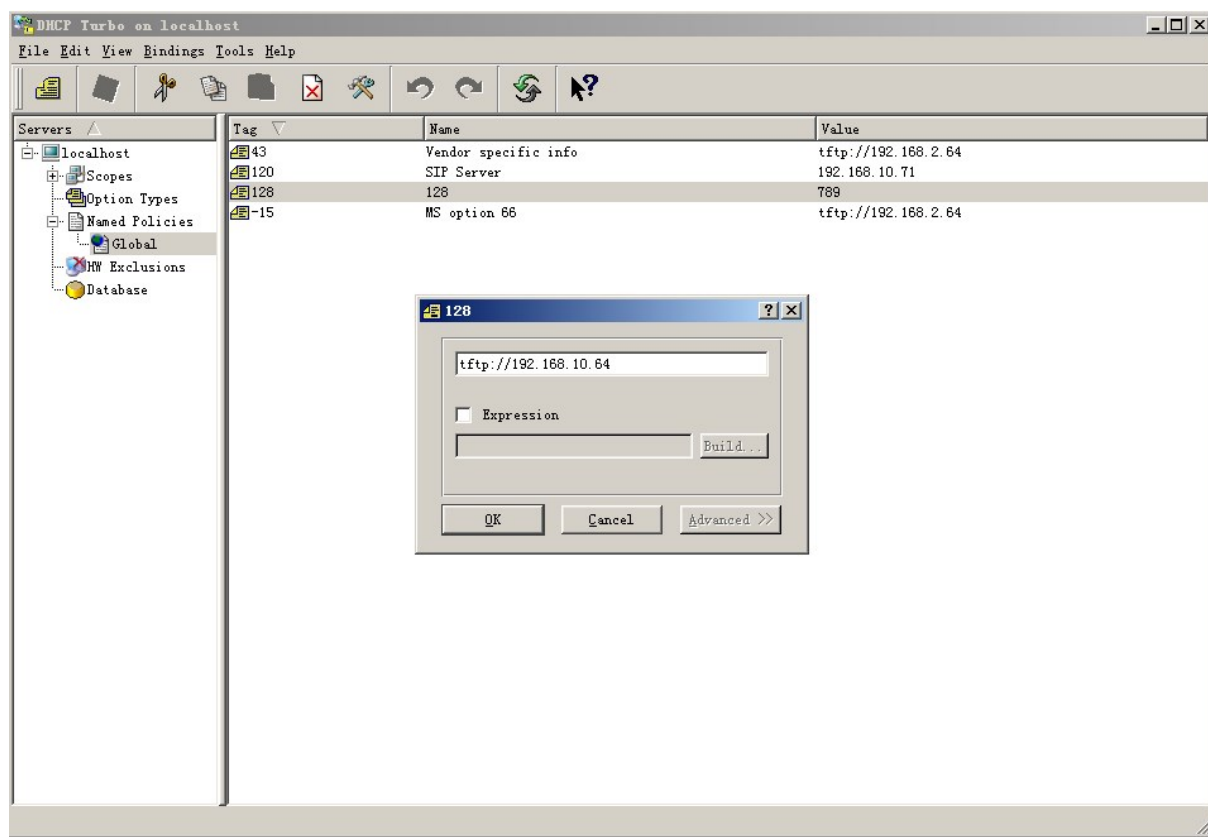 DHCP Turbo on localhost
File Edit View Bindings Tools Help
Servers
Tag Name Value
localhost
Scopes
Option Types
Named Policies
Global
HW Exclusions
Database
43 Vendor specific info tftp://192.168.2.64
120 SIP Server 192.168.10.71
128 128 789
-15 MS option 66 tftp://192.168.2.64
128
tftp://192.168.10.64
Expression
Build...
OK Cancel Advanced >>